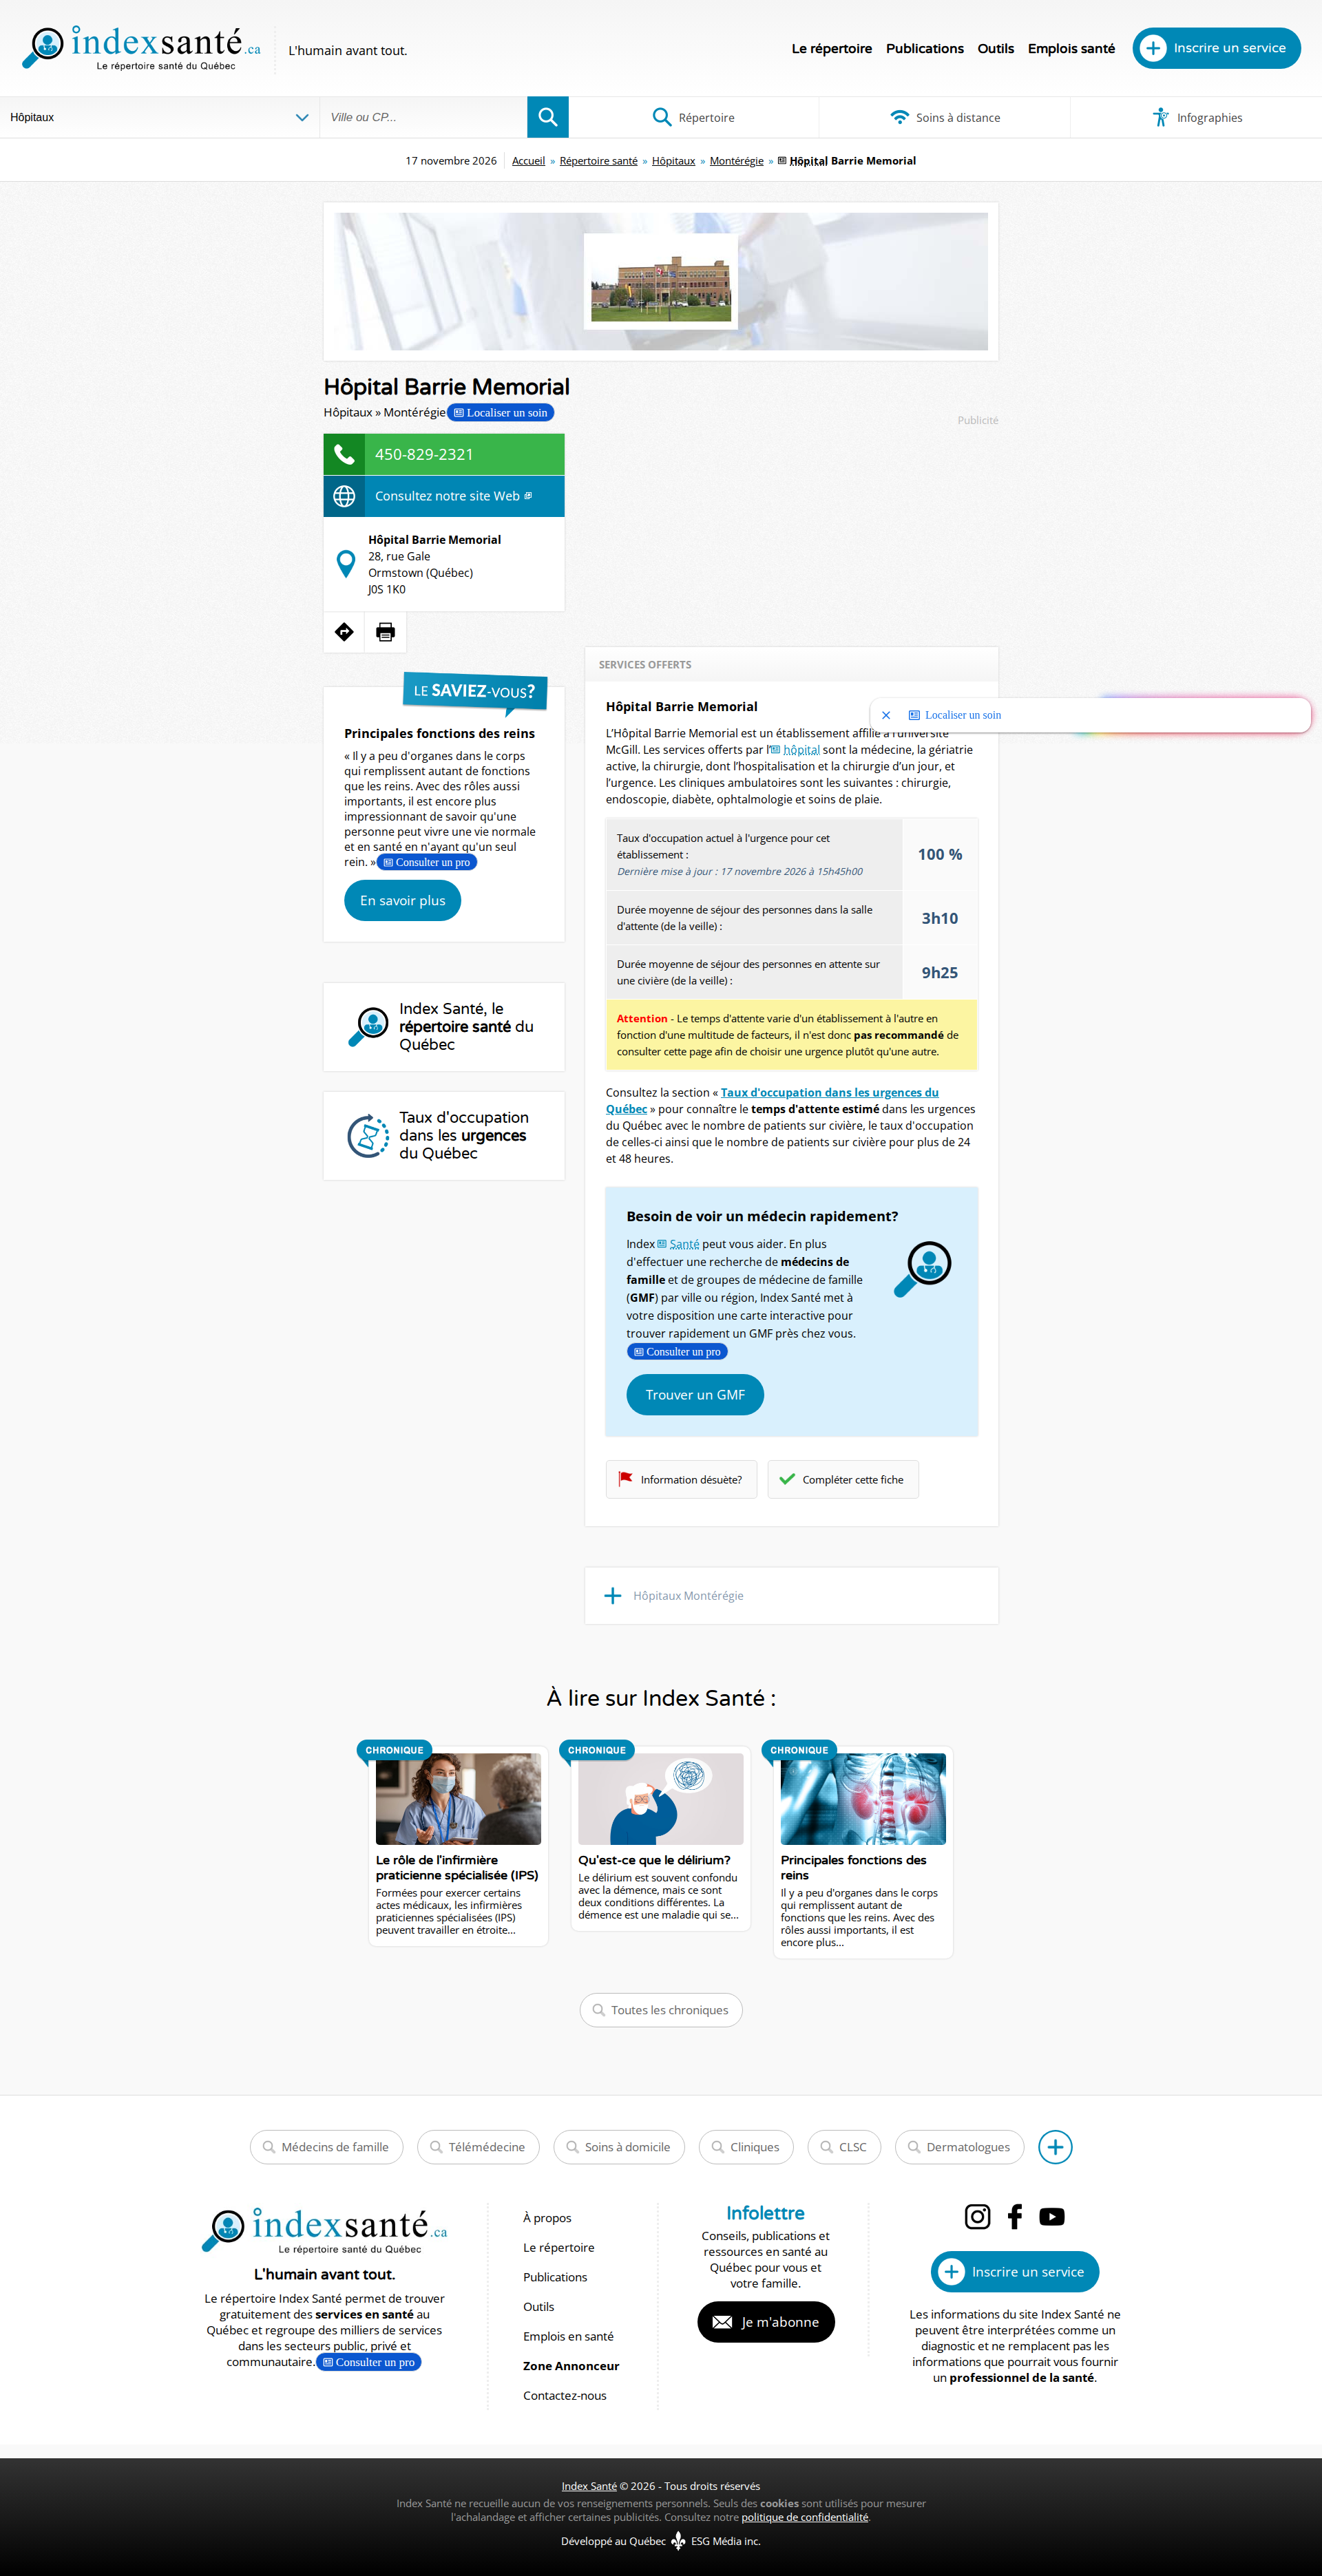 indexsanté.ca
Le répertoire santé du Québec
L'humain avant tout.
Le répertoire
Publications
Outils
Emplois santé
Inscrire un service
Hôpitaux
Ville ou CP...
Répertoire
Soins à distance
Infographies
17 novembre 2026
Accueil » Répertoire santé » Hôpitaux » Montérégie » Hôpital Barrie Memorial
Hôpital Barrie Memorial
Hôpitaux » Montérégie Localiser un soin
Publicité
450-829-2321
Consultez notre site Web
Hôpital Barrie Memorial
28, rue Gale
Ormstown (Québec)
J0S 1K0
LE SAVIEZ-VOUS?
Principales fonctions des reins
« Il y a peu d'organes dans le corps
qui remplissent autant de fonctions
que les reins. Avec des rôles aussi
importants, il est encore plus
impressionnant de savoir qu'une
personne peut vivre une vie normale
et en santé en n'ayant qu'un seul
rein. » Consulter un pro
En savoir plus
Index Santé, le
répertoire santé du
Québec
Taux d'occupation
dans les urgences
du Québec
SERVICES OFFERTS
Hôpital Barrie Memorial
Localiser un soin
L'Hôpital Barrie Memorial est un établissement affilié à l'université
McGill. Les services offerts par l'hôpital sont la médecine, la gériatrie
active, la chirurgie, dont l'hospitalisation et la chirurgie d'un jour, et
l'urgence. Les cliniques ambulatoires sont les suivantes : chirurgie,
endoscopie, diabète, ophtalmologie et soins de plaie.
Taux d'occupation actuel à l'urgence pour cet
établissement :
Dernière mise à jour : 17 novembre 2026 à 15h45h00
100 %
Durée moyenne de séjour des personnes dans la salle
d'attente (de la veille) :
3h10
Durée moyenne de séjour des personnes en attente sur
une civière (de la veille) :
9h25
Attention - Le temps d'attente varie d'un établissement à l'autre en
fonction d'une multitude de facteurs, il n'est donc pas recommandé de
consulter cette page afin de choisir une urgence plutôt qu'une autre.
Consultez la section « Taux d'occupation dans les urgences du
Québec » pour connaître le temps d'attente estimé dans les urgences
du Québec avec le nombre de patients sur civière, le taux d'occupation
de celles-ci ainsi que le nombre de patients sur civière pour plus de 24
et 48 heures.
Besoin de voir un médecin rapidement?
Index Santé peut vous aider. En plus
d'effectuer une recherche de médecins de
famille et de groupes de médecine de famille
(GMF) par ville ou région, Index Santé met à
votre disposition une carte interactive pour
trouver rapidement un GMF près chez vous.
Consulter un pro
Trouver un GMF
Information désuète?
Compléter cette fiche
Hôpitaux Montérégie
À lire sur Index Santé :
CHRONIQUE
Le rôle de l'infirmière
praticienne spécialisée (IPS)
Formées pour exercer certains
actes médicaux, les infirmières
praticiennes spécialisées (IPS)
peuvent travailler en étroite...
CHRONIQUE
Qu'est-ce que le délirium?
Le délirium est souvent confondu
avec la démence, mais ce sont
deux conditions différentes. La
démence est une maladie qui se...
CHRONIQUE
Principales fonctions des
reins
Il y a peu d'organes dans le corps
qui remplissent autant de
fonctions que les reins. Avec des
rôles aussi importants, il est
encore plus...
Toutes les chroniques
Médecins de famille
Télémédecine
Soins à domicile
Cliniques
CLSC
Dermatologues
indexsanté.ca
Le répertoire santé du Québec
L'humain avant tout.
Le répertoire Index Santé permet de trouver
gratuitement des services en santé au
Québec et regroupe des milliers de services
dans les secteurs public, privé et
communautaire. Consulter un pro
À propos
Le répertoire
Publications
Outils
Emplois en santé
Zone Annonceur
Contactez-nous
Infolettre
Conseils, publications et
ressources en santé au
Québec pour vous et
votre famille.
Je m'abonne
Inscrire un service
Les informations du site Index Santé ne
peuvent être interprétées comme un
diagnostic et ne remplacent pas les
informations que pourrait vous fournir
un professionnel de la santé.
Index Santé © 2026 - Tous droits réservés
Index Santé ne recueille aucun de vos renseignements personnels. Seuls des cookies sont utilisés pour mesurer
l'achalandage et afficher certaines publicités. Consultez notre politique de confidentialité.
Développé au Québec ESG Média inc.